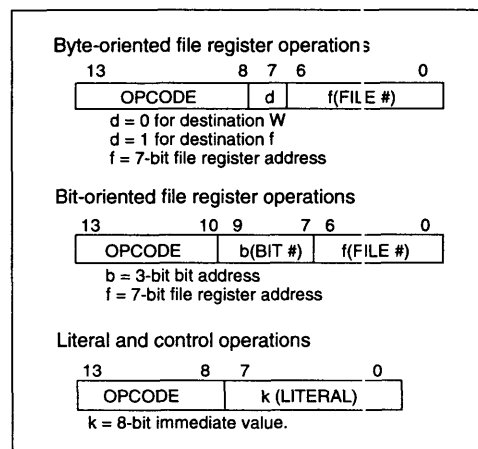 Byte-oriented file register operations
13 8 7 6 0
OPCODE d f(FILE #)
d = 0 for destination W
d = 1 for destination f
f = 7-bit file register address
Bit-oriented file register operations
13 10 9 7 6 0
OPCODE b(BIT #) f(FILE #)
b = 3-bit bit address
f = 7-bit file register address
Literal and control operations
13 8 7 0
OPCODE k (LITERAL)
k = 8-bit immediate value.